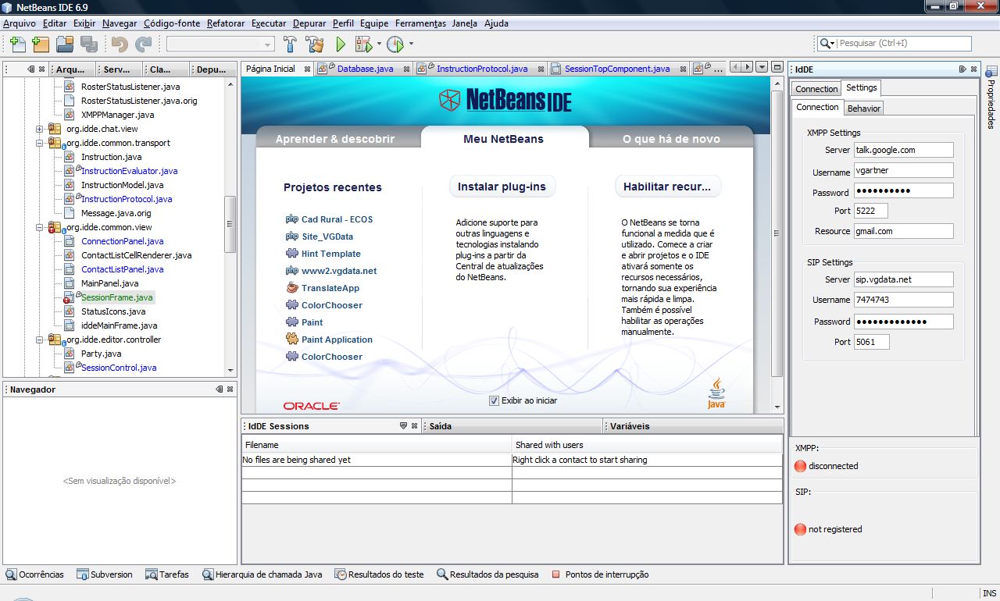 NetBeans IDE 6.9
Arquivo Editar Exibir Navegar Código-fonte Refatorar Executar Depurar Perfil Equipe Ferramentas Janela Ajuda
Pesquisar (Ctrl+I)
Arqu... Serv... Cla... Depu...
RosterStatusListener.java
RosterStatusListener.java.orig
XMPPManager.java
org.idde.chat.view
org.idde.common.transport
Instruction.java
InstructionEvaluator.java
InstructionModel.java
InstructionProtocol.java
Message.java.orig
org.idde.common.view
ConnectionPanel.java
ContactListCellRenderer.java
ContactListPanel.java
MainPanel.java
SessionFrame.java
StatusIcons.java
iddeMainFrame.java
org.idde.editor.controller
Party.java
SessionControl.java
Navegador
<Sem visualização disponível>
Página Inicial Database.java InstructionProtocol.java SessionTopComponent.java ...
NetBeans IDE
Aprender & descobrir Meu NetBeans O que há de novo
Projetos recentes
php Cad Rural - ECOS
php Site_VGData
Hint Template
php www2.vgdata.net
TranslateApp
ColorChooser
Paint
Paint Application
ColorChooser
Instalar plug-ins
Adicione suporte para
outras linguagens e
tecnologias instalando
plug-ins a partir da
Central de atualizações
do NetBeans.
Habilitar recur...
O NetBeans se torna
funcional a medida que é
utilizado. Comece a criar
e abrir projetos e o IDE
ativará somente os
recursos necessários,
tornando sua experiência
mais rápida e limpa.
Também é possível
habilitar as operações
manualmente.
ORACLE
Exibir ao iniciar
Java
IdDE Sessions Saída Variáveis
Filename Shared with users
No files are being shared yet Right click a contact to start sharing
IdDE
Connection Settings
Connection Behavior
XMPP Settings
Server talk.google.com
Username vgartner
Password ●●●●●●●●●●
Port 5222
Resource gmail.com
SIP Settings
Server sip.vgdata.net
Username 7474743
Password ●●●●●●●●●●●●●
Port 5061
XMPP:
disconnected
SIP:
not registered
Propriedades
Ocorrências Subversion Tarefas Hierarquia de chamada Java Resultados do teste Resultados da pesquisa Pontos de interrupção
INS